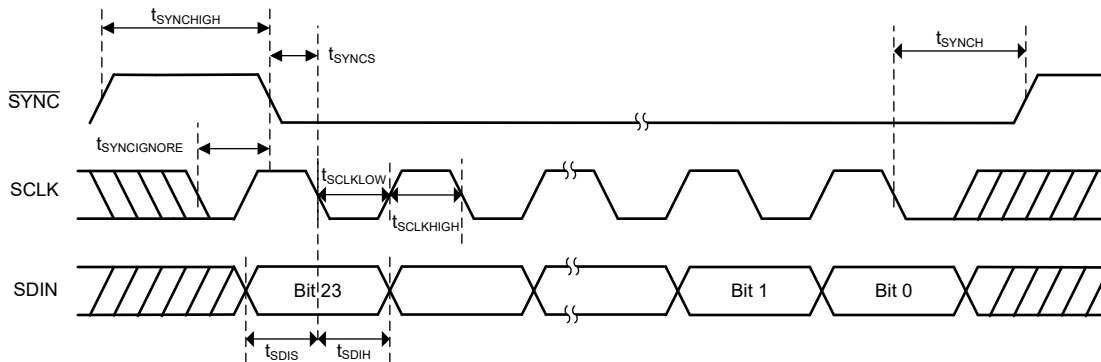 tSYNCHIGH
tSYNCS
tSYNCH
SYNC
tSYNCIGNORE
SCLK
tSCLKLOW
tSCLKHIGH
SDIN
Bit 23
Bit 1
Bit 0
tSDIS
tSDIH